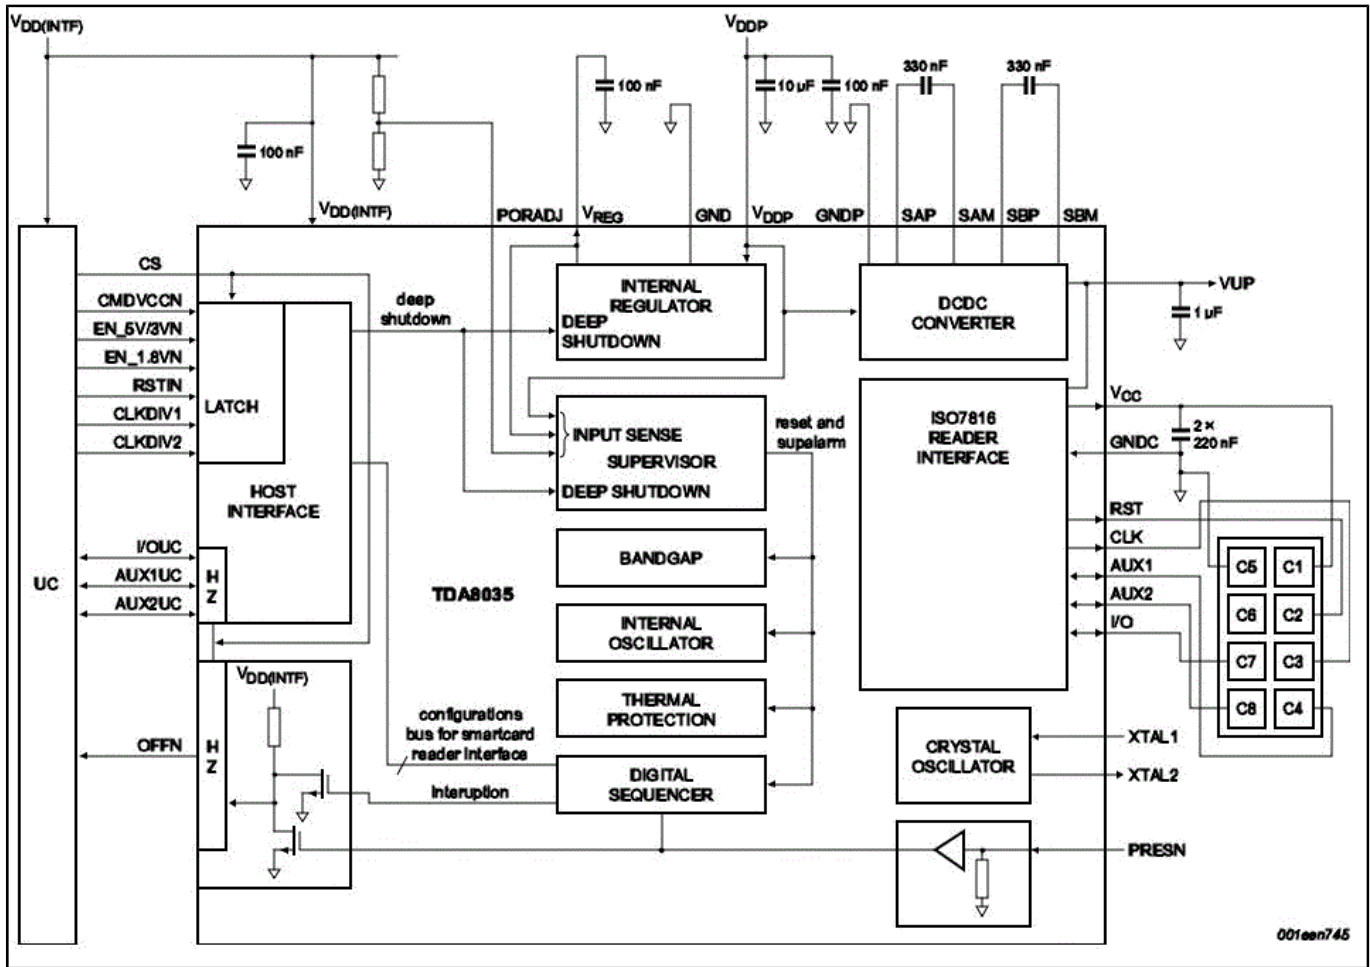 VDD(INTF)
VDDP
330 nF
330 nF
100 nF
10 µF
100 nF
100 nF
VDD(INTF)
PORADJ
VREG
GND
VDDP
GNDP
SAP
SAM
SBP
SBM
CS
CMDVCCN
EN_5V/3VN
EN_1.8VN
RSTIN
CLKDIV1
CLKDIV2
LATCH
HOST
INTERFACE
deep
shutdown
INTERNAL
REGULATOR
DEEP
SHUTDOWN
DCDC
CONVERTER
VUP
1 µF
INPUT SENSE
SUPERVISOR
DEEP SHUTDOWN
reset and
supalarm
ISO7816
READER
INTERFACE
VCC
2 ×
220 nF
GNDC
RST
CLK
AUX1
AUX2
I/O
UC
I/OUC
AUX1UC
AUX2UC
H
Z
TDA8035
BANDGAP
INTERNAL
OSCILLATOR
THERMAL
PROTECTION
DIGITAL
SEQUENCER
C5
C1
C6
C2
C7
C3
C8
C4
VDD(INTF)
OFFN
H
Z
configurations
bus for smartcard
reader interface
interuption
CRYSTAL
OSCILLATOR
XTAL1
XTAL2
PRESN
001aan745